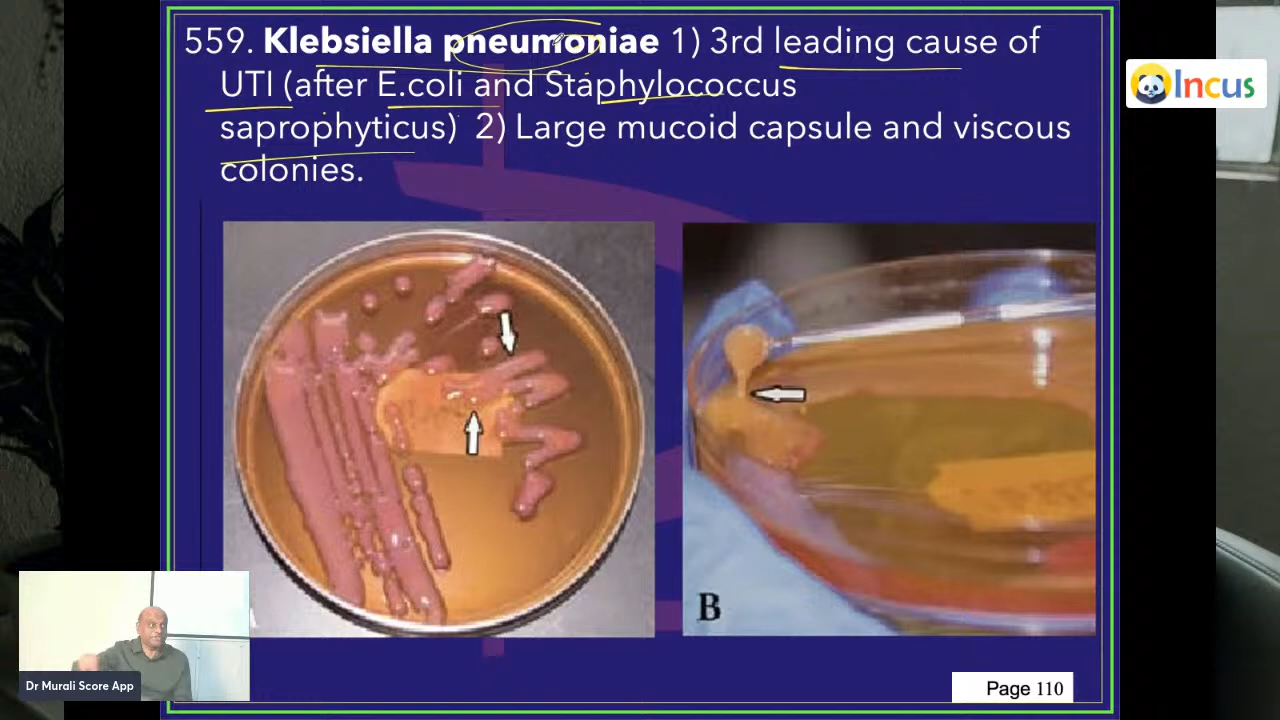 559. Klebsiella pneumoniae 1) 3rd leading cause of
UTI (after E.coli and Staphylococcus
saprophyticus) 2) Large mucoid capsule and viscous
colonies.
Incus
B
Dr Murali Score App
Page 110